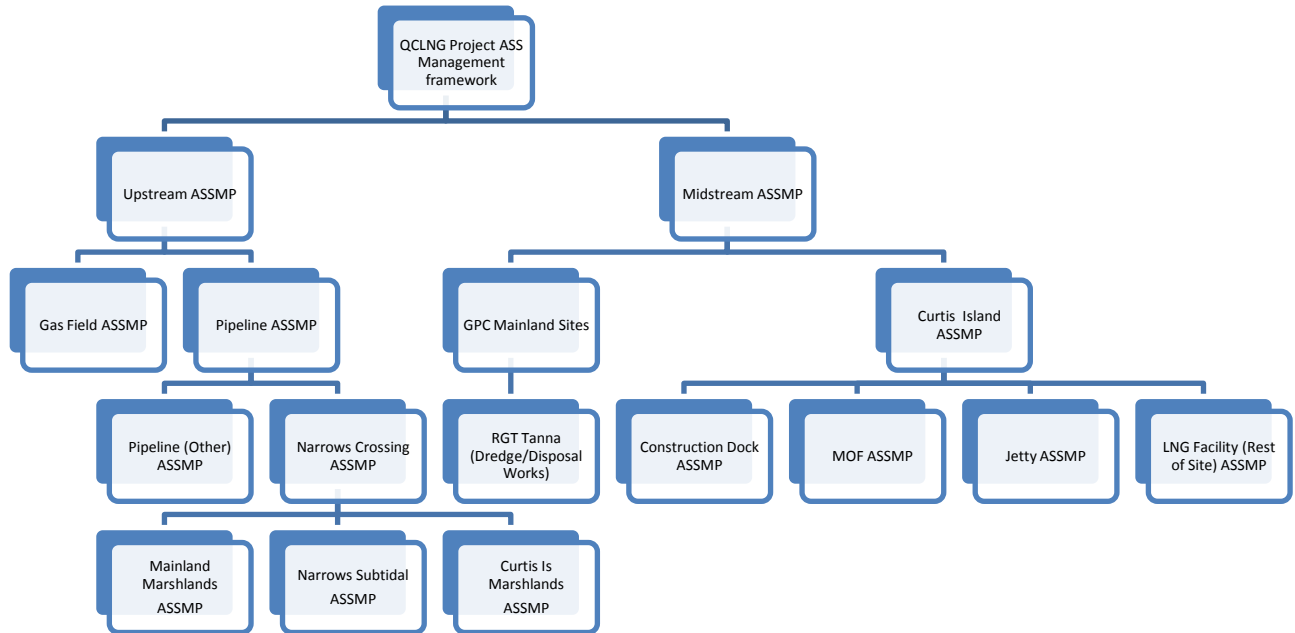 QCLNG Project ASS
Management
framework
Upstream ASSMP
Midstream ASSMP
Gas Field ASSMP
Pipeline ASSMP
GPC Mainland Sites
Curtis Island
ASSMP
Pipeline (Other)
ASSMP
Narrows Crossing
ASSMP
RGT Tanna
(Dredge/Disposal
Works)
Construction Dock
ASSMP
MOF ASSMP
Jetty ASSMP
LNG Facility (Rest
of Site) ASSMP
Mainland
Marshlands
ASSMP
Narrows Subtidal
ASSMP
Curtis Is
Marshlands
ASSMP